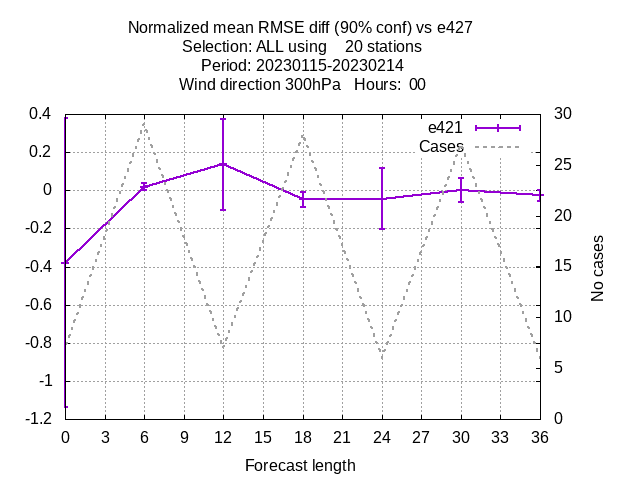 Normalized mean RMSE diff (90% conf) vs e427
Selection: ALL using    20 stations
Period: 20230115-20230214
Wind direction 300hPa   Hours:  00
0.4
0.2
0
-0.2
-0.4
-0.6
-0.8
-1
-1.2
30
25
20
15
10
5
0
e421
Cases
No cases
0 3 6 9 12 15 18 21 24 27 30 33 36
Forecast length